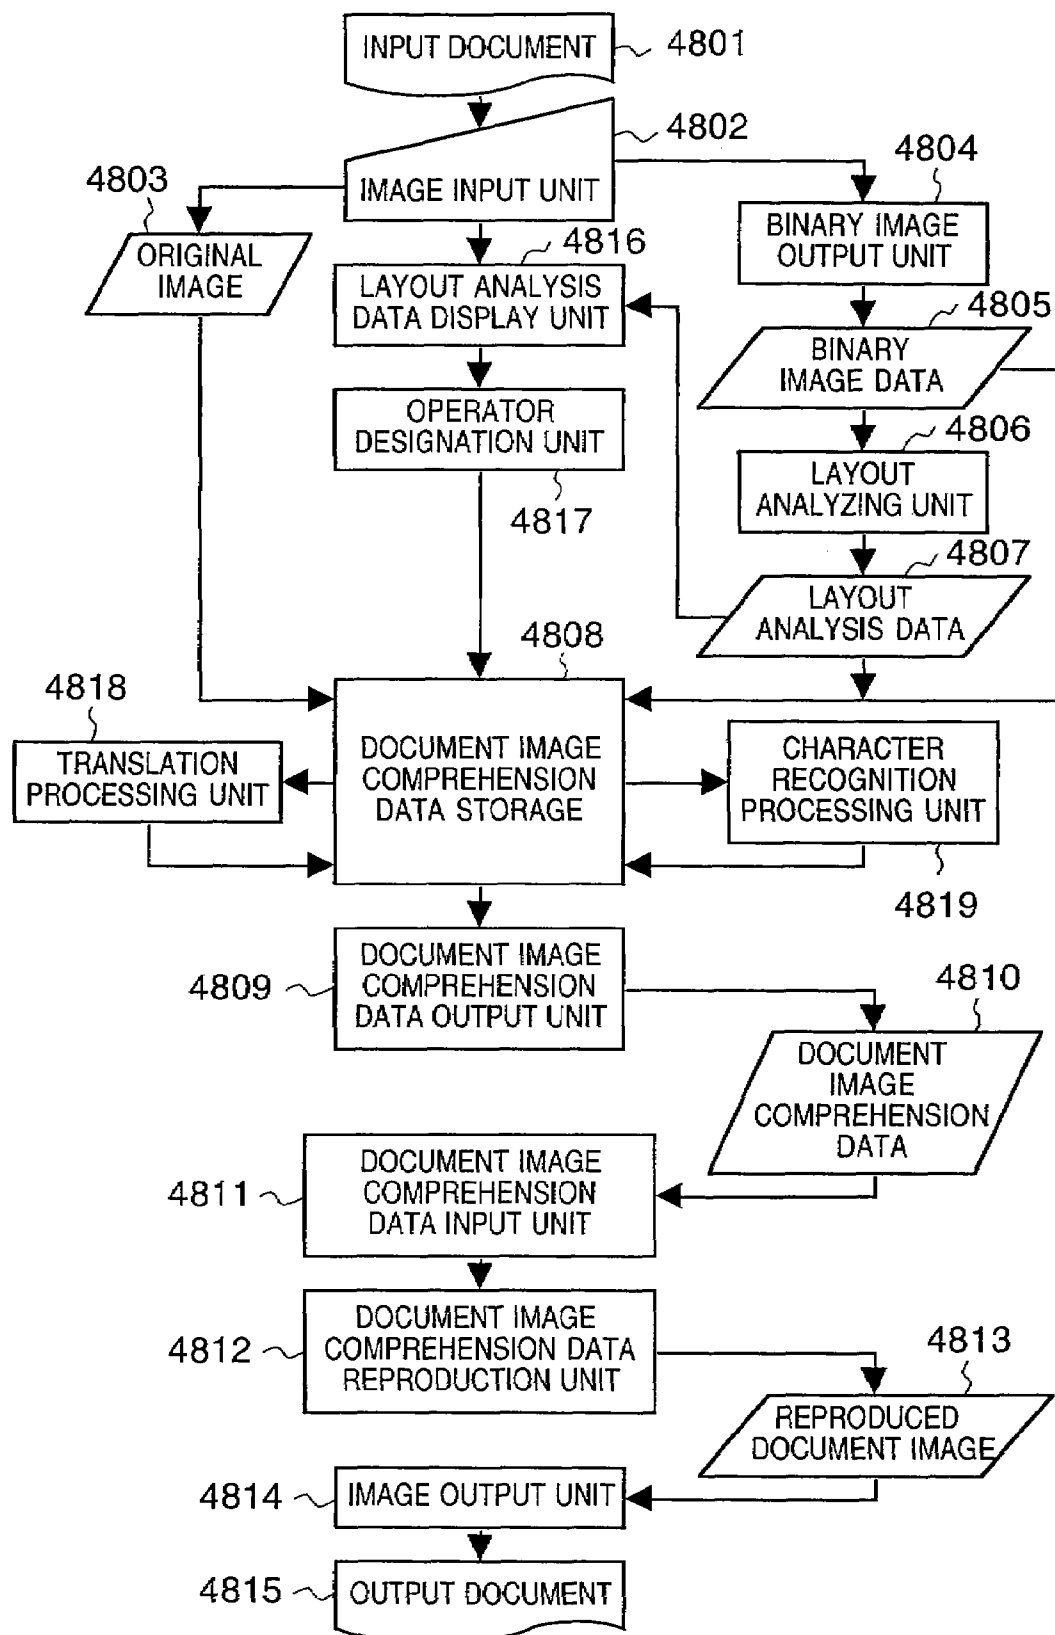 INPUT DOCUMENT
4801
4802
IMAGE INPUT UNIT
4803
ORIGINAL
IMAGE
4804
BINARY IMAGE
OUTPUT UNIT
4816
LAYOUT ANALYSIS
DATA DISPLAY UNIT
4805
BINARY
IMAGE DATA
OPERATOR
DESIGNATION UNIT
4817
4806
LAYOUT
ANALYZING UNIT
4807
LAYOUT
ANALYSIS DATA
4808
DOCUMENT IMAGE
COMPREHENSION
DATA STORAGE
4818
TRANSLATION
PROCESSING UNIT
CHARACTER
RECOGNITION
PROCESSING UNIT
4819
4809
DOCUMENT IMAGE
COMPREHENSION
DATA OUTPUT UNIT
4810
DOCUMENT
IMAGE
COMPREHENSION
DATA
4811
DOCUMENT IMAGE
COMPREHENSION
DATA INPUT UNIT
4812
DOCUMENT IMAGE
COMPREHENSION DATA
REPRODUCTION UNIT
4813
REPRODUCED
DOCUMENT IMAGE
4814
IMAGE OUTPUT UNIT
4815
OUTPUT DOCUMENT